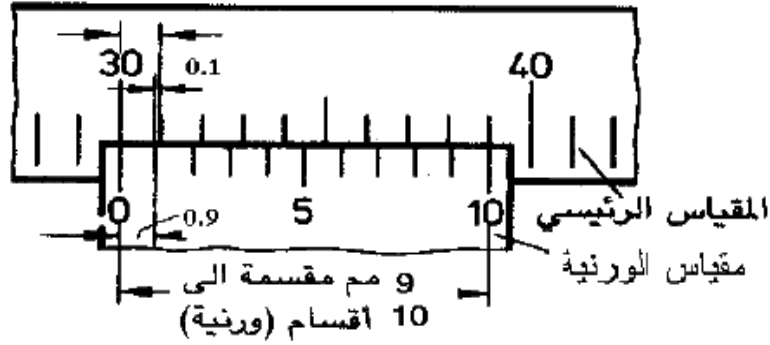 30 0.1 40
0 5 10
0.9
المقياس الرئيسي
مقياس الورنية
9 مم مقسمة الى
10 اقسام (ورنية)